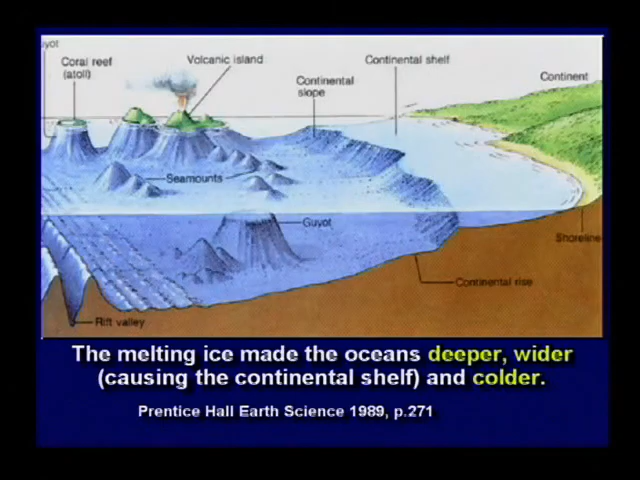 uyot
Coral reef
(atoll)
Volcanic island
Continental
slope
Continental shelf
Continent
Seamounts
Guyot
Shoreline
Continental rise
Rift valley
The melting ice made the oceans deeper, wider
(causing the continental shelf) and colder.
Prentice Hall Earth Science 1989, p.271